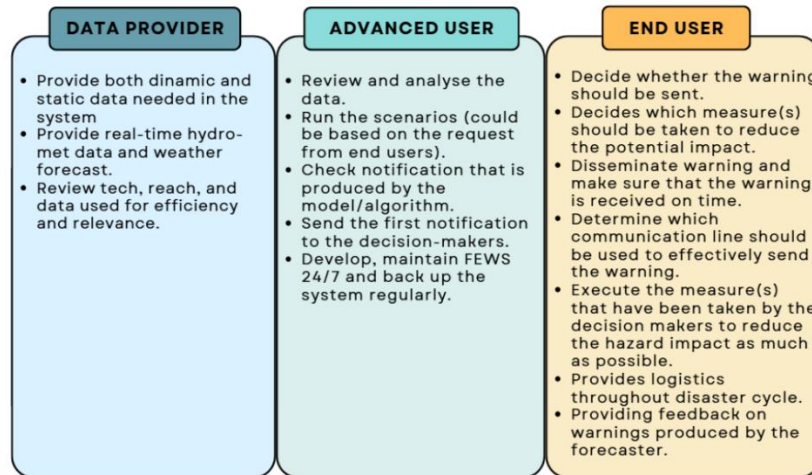 DATA PROVIDER
• Provide both dinamic and
static data needed in the
system
• Provide real-time hydro-
met data and weather
forecast.
• Review tech, reach, and
data used for efficiency
and relevance.
ADVANCED USER
• Review and analyse the
data.
• Run the scenarios (could
be based on the request
from end users).
• Check notification that is
produced by the
model/algorithm.
• Send the first notification
to the decision-makers.
• Develop, maintain FEWS
24/7 and back up the
system regularly.
END USER
• Decide whether the warning
should be sent.
• Decides which measure(s)
should be taken to reduce
the potential impact.
• Disseminate warning and
make sure that the warning
is received on time.
• Determine which
communication line should
be used to effectively send
the warning.
• Execute the measure(s)
that have been taken by the
decision makers to reduce
the hazard impact as much
as possible.
• Provides logistics
throughout disaster cycle.
• Providing feedback on
warnings produced by the
forecaster.